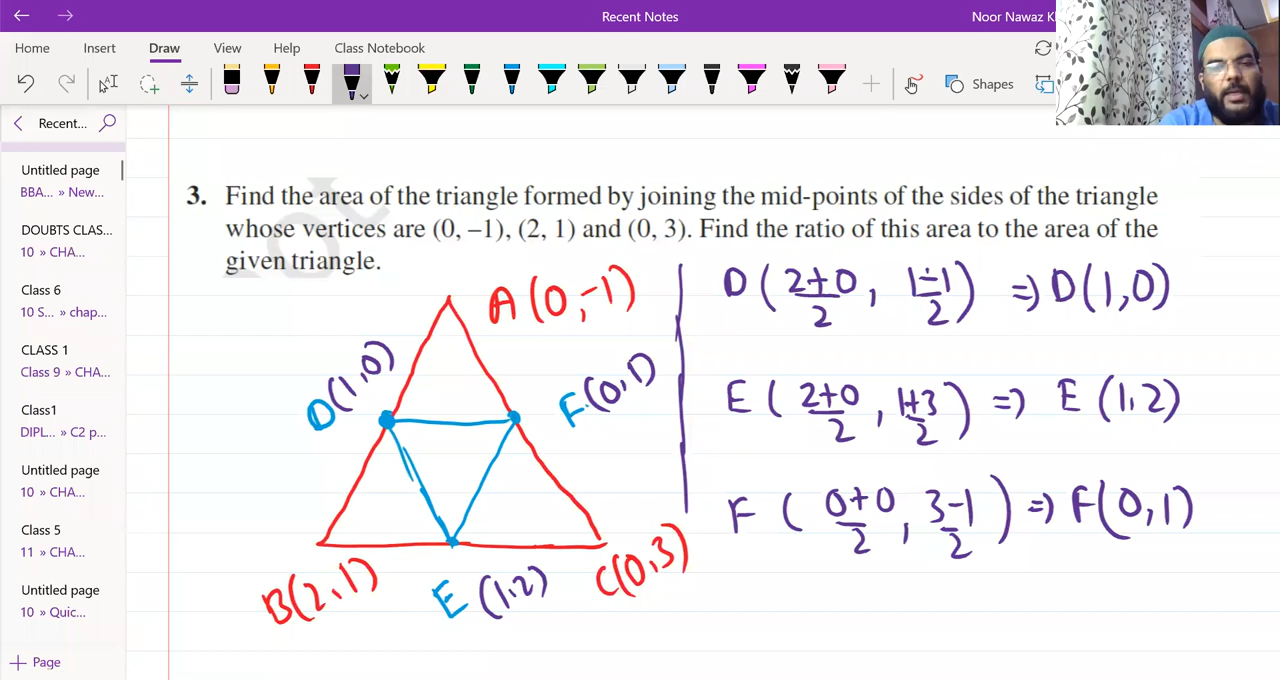 Recent Notes
Noor Nawaz K
Home Insert Draw View Help Class Notebook
Shapes
Recent...
Untitled page
BBA... » New...
DOUBTS CLAS...
10 » CHA...
Class 6
10 S... » chap...
CLASS 1
Class 9 » CHA...
Class1
DIPL... » C2 p...
Untitled page
10 » CHA...
Class 5
11 » CHA...
Untitled page
10 » Quic...
+ Page
3. Find the area of the triangle formed by joining the mid-points of the sides of the triangle
whose vertices are (0, –1), (2, 1) and (0, 3). Find the ratio of this area to the area of the
given triangle.
A(0,-1)
D(1,0)
F(0,1)
B(2,1)
E(1,2)
C(0,3)
D(2+0/2, 1-1/2) => D(1,0)
E(2+0/2, 1+3/2) => E(1,2)
F(0+0/2, 3-1/2) => F(0,1)